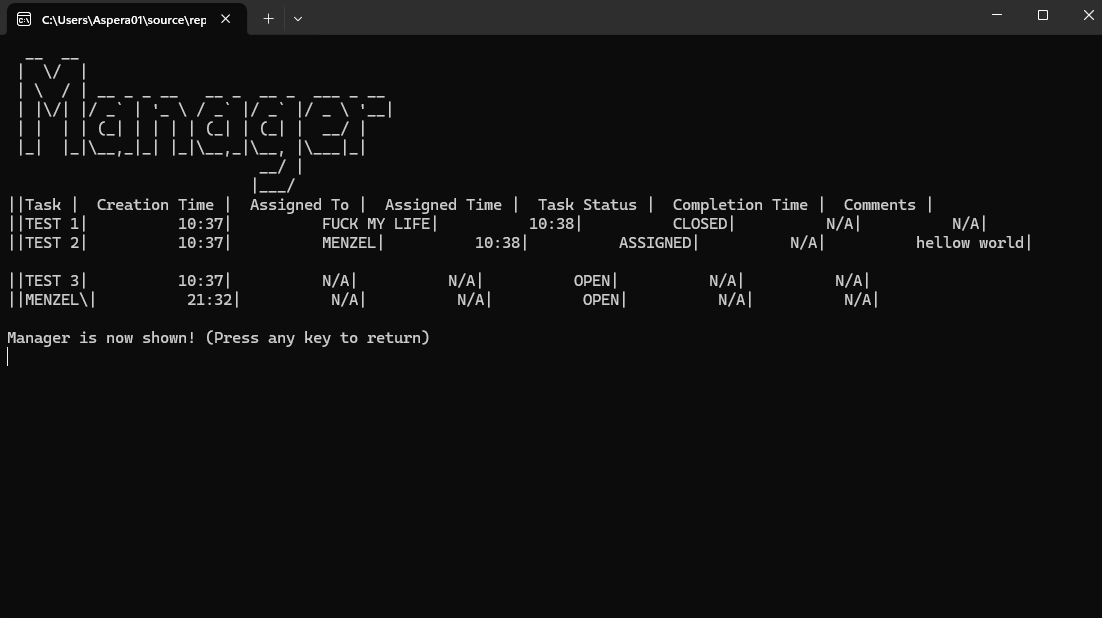 C:\Users\Aspera01\source\rep
Manager
||Task |  Creation Time |  Assigned To |  Assigned Time |  Task Status |  Completion Time |  Comments |
||TEST 1|          10:37|          FUCK MY LIFE|          10:38|          CLOSED|          N/A|          N/A|
||TEST 2|          10:37|          MENZEL|          10:38|          ASSIGNED|          N/A|          hellow world|
||TEST 3|          10:37|          N/A|          N/A|          OPEN|          N/A|          N/A|
||MENZEL\|          21:32|          N/A|          N/A|          OPEN|          N/A|          N/A|
Manager is now shown! (Press any key to return)